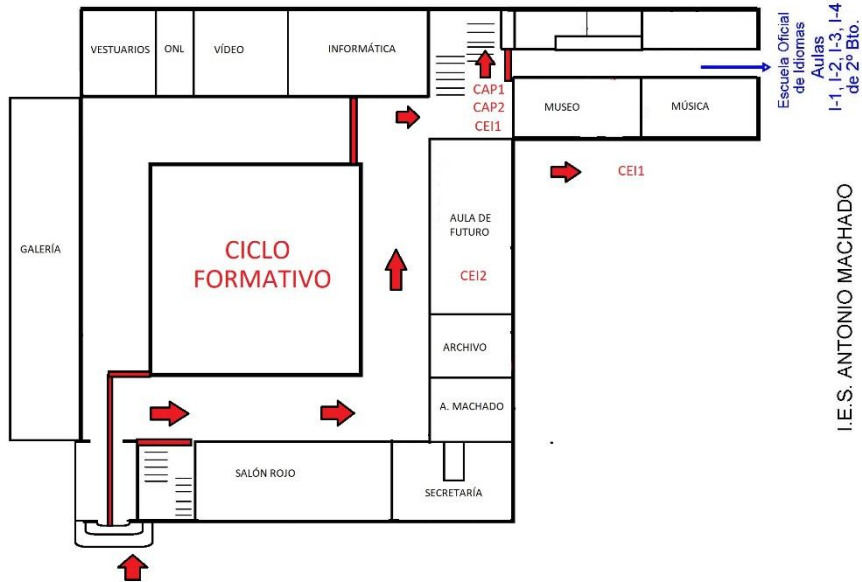 VESTUARIOS
ONL
VÍDEO
INFORMÁTICA
CAP1
CAP2
CEI1
MUSEO
MÚSICA
Escuela Oficial
de Idiomas
Aulas
I-1, I-2, I-3, I-4
de 2º Bto.
CEI1
GALERÍA
CICLO
FORMATIVO
AULA DE
FUTURO
CEI2
ARCHIVO
A. MACHADO
SALÓN ROJO
SECRETARÍA
I.E.S. ANTONIO MACHADO